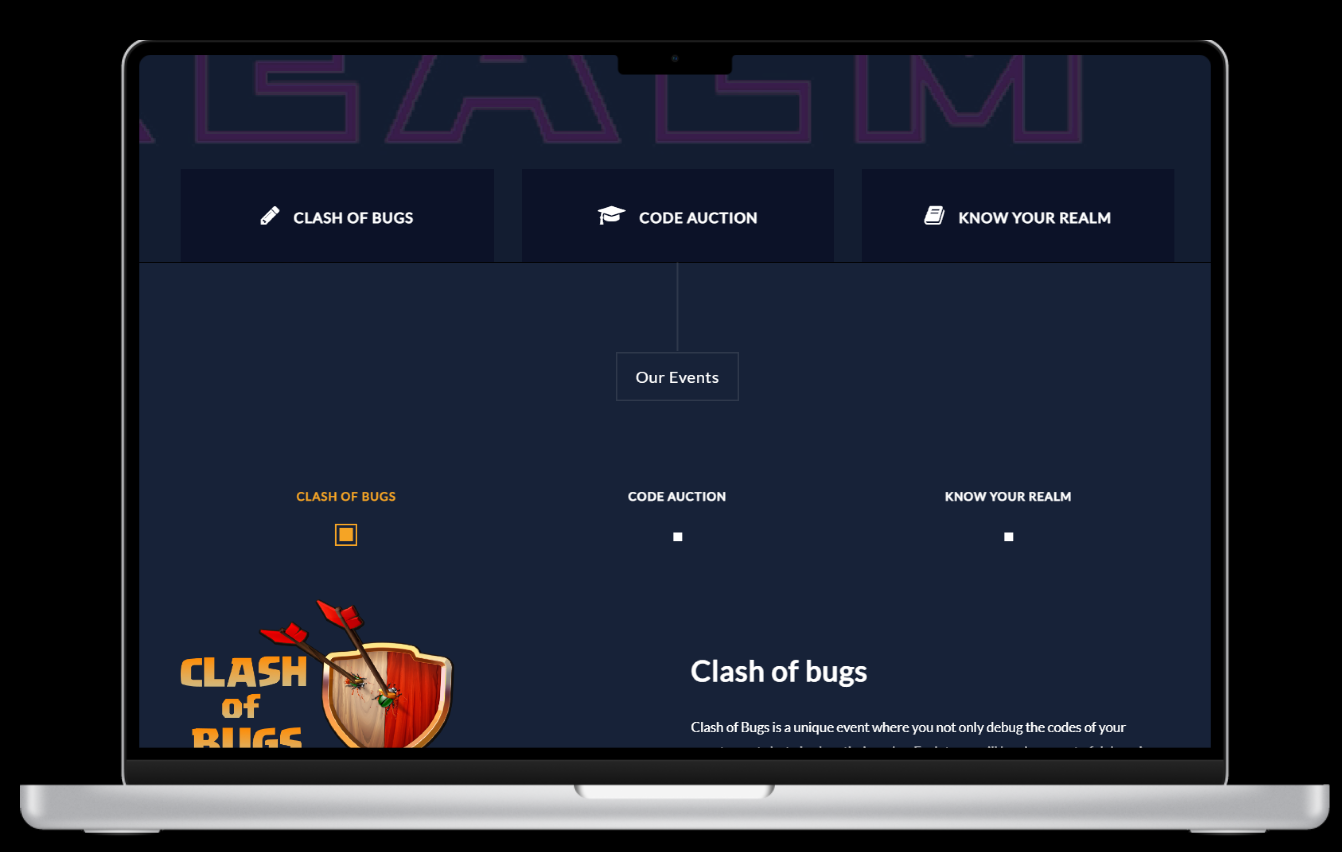 EALM
CLASH OF BUGS
CODE AUCTION
KNOW YOUR REALM
Our Events
CLASH OF BUGS
CODE AUCTION
KNOW YOUR REALM
CLASH
of
BUGS
Clash of bugs
Clash of Bugs is a unique event where you not only debug the codes of your